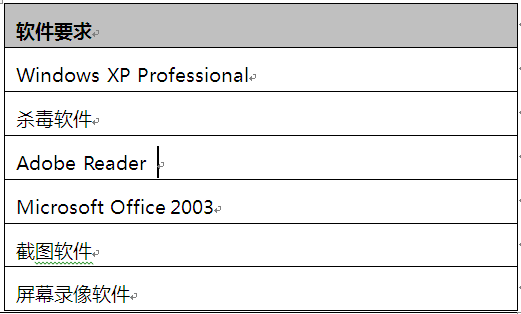 软件要求
Windows XP Professional
杀毒软件
Adobe Reader
Microsoft Office 2003
截图软件
屏幕录像软件